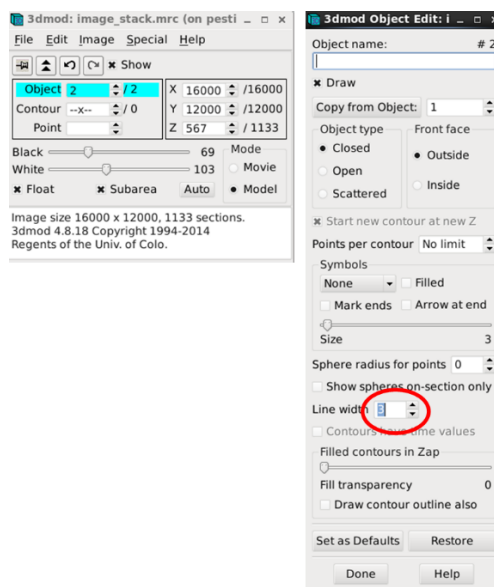 3dmod: image_stack.mrc (on pesti
File Edit Image Special Help
Show
Object 2 / 2 X 16000 /16000
Contour --x-- / 0 Y 12000 /12000
Point Z 567 / 1133
Black 69 Mode
White 103 Movie
Float Subarea Auto Model
Image size 16000 x 12000, 1133 sections.
3dmod 4.8.18 Copyright 1994-2014
Regents of the Univ. of Colo.
3dmod Object Edit: i
Object name: # 2
Draw
Copy from Object: 1
Object type Front face
Closed Outside
Open Inside
Scattered
Start new contour at new Z
Points per contour No limit
Symbols
None Filled
Mark ends Arrow at end
Size 3
Sphere radius for points 0
Show spheres on-section only
Line width 3
Contours have time values
Filled contours in Zap
Fill transparency 0
Draw contour outline also
Set as Defaults Restore
Done Help